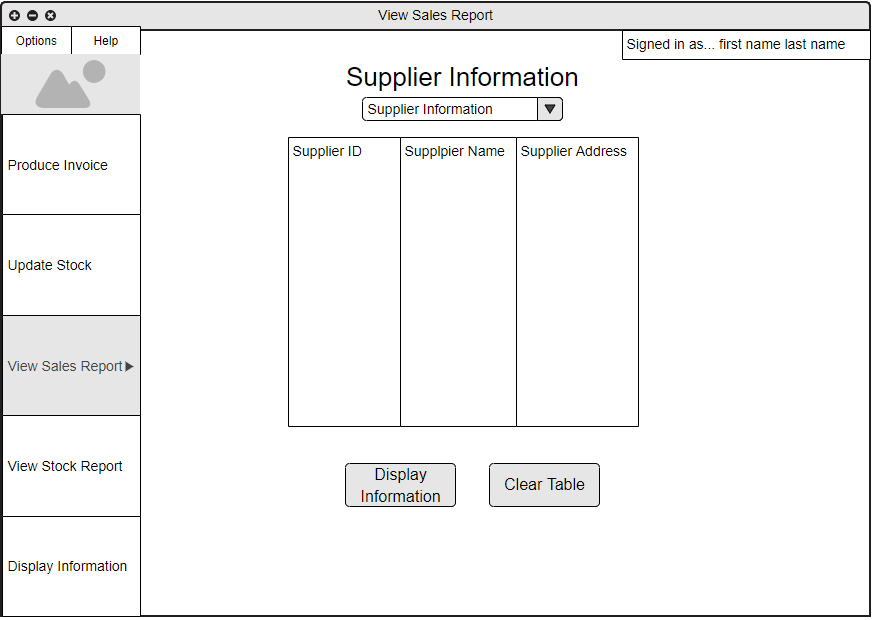 View Sales Report
Options
Help
Signed in as... first name last name
Supplier Information
Supplier Information
Supplier ID
Supplpier Name
Supplier Address
Produce Invoice
Update Stock
View Sales Report
View Stock Report
Display Information
Display
Information
Clear Table